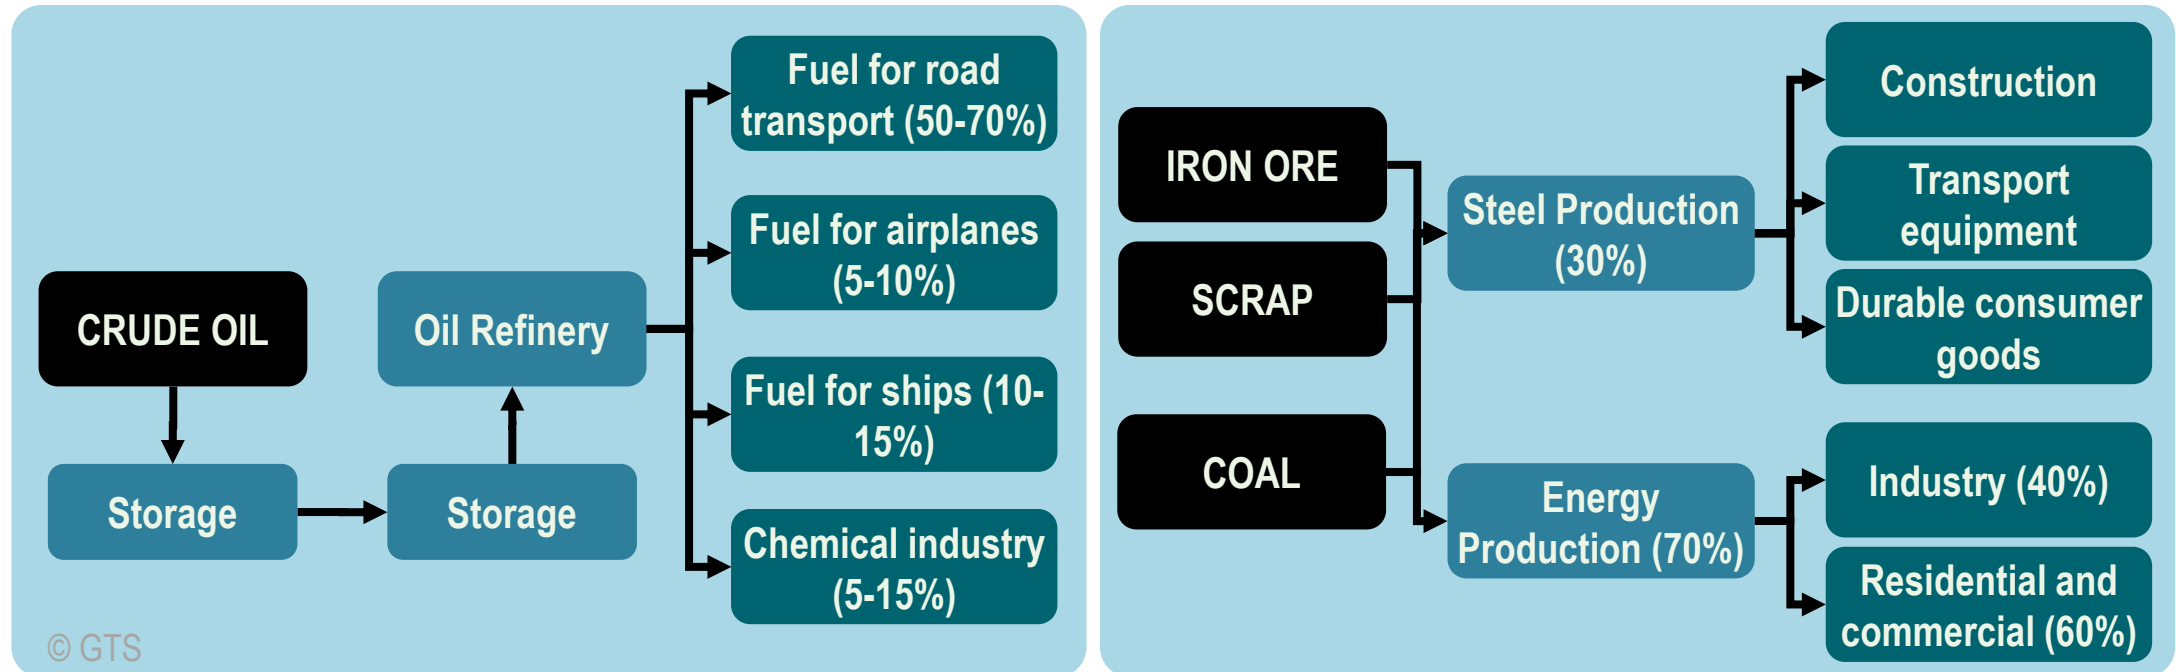 CRUDE OIL
Storage
Storage
Oil Refinery
Fuel for road
transport (50-70%)
Fuel for airplanes
(5-10%)
Fuel for ships (10-
15%)
Chemical industry
(5-15%)
© GTS
IRON ORE
SCRAP
COAL
Steel Production
(30%)
Energy
Production (70%)
Construction
Transport
equipment
Durable consumer
goods
Industry (40%)
Residential and
commercial (60%)